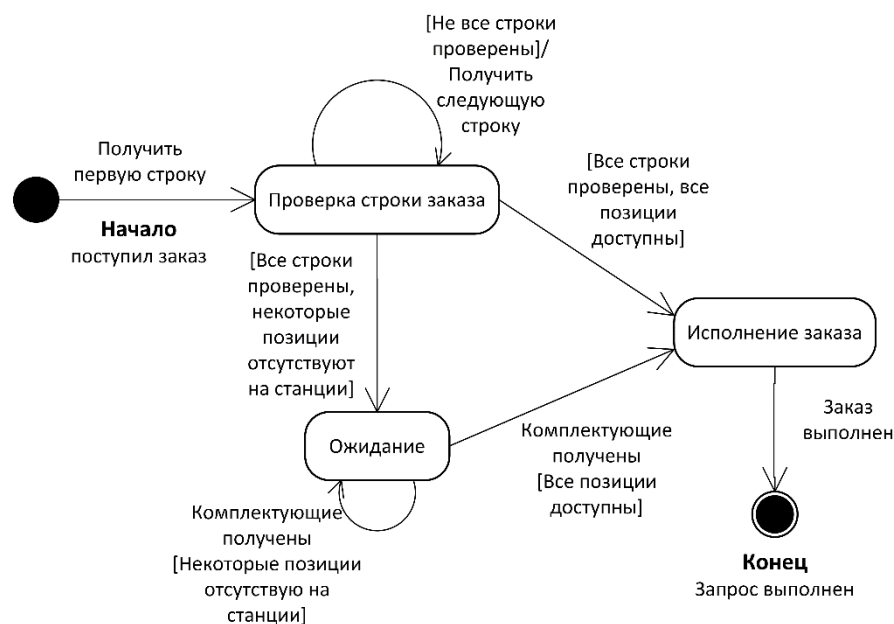 [Не все строки
проверены]/
Получить
следующую
строку
Получить
первую строку
Начало
поступил заказ
Проверка строки заказа
[Все строки
проверены, все
позиции
доступны]
[Все строки
проверены,
некоторые
позиции
отсутствуют
на станции]
Исполнение заказа
Ожидание
Комплектующие
получены
[Все позиции
доступны]
Заказ
выполнен
Комплектующие
получены
[Некоторые позиции
отсутствую на
станции]
Конец
Запрос выполнен